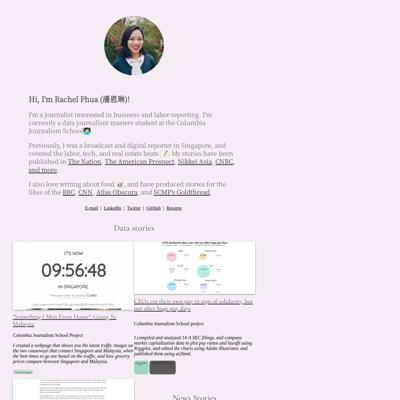 Hi, I'm Rachel Phua (潘恩琳)!
I'm a journalist interested in business and labor reporting. I'm
currently a data journalism masters student at the Columbia
Journalism School
Previously, I was a broadcast and digital reporter in Singapore, and
covered the labor, tech, and real estate beats. My stories have been
published in The Nation, The American Prospect, Nikkei Asia, CNBC,
and more.
I also love writing about food, and have produced stories for the
likes of the BBC, CNN, Atlas Obscura, and SCMP's Goldthread.
E-mail | LinkedIn | Twitter | GitHub | Resume
Data stories
IT'S NOW
09:56:48
IN SINGAPORE.
"Something I Miss From Home": Going To
Malaysia
Columbia Journalism School Project
I created a webpage that shows you the latest traffic images on
the two causeways that connect Singapore and Malaysia, when
the best times to go are based on the traffic, and how grocery
prices compare between Singapore and Malaysia.
CEOs cut their own pay in sign of solidarity, but
not after huge pay days
Columbia Journalism School project
I compiled and analyzed 14-A SEC filings, and company
market capitalization data to plot pay ratios and layoffs using
R/ggplot, and edited the charts using Adobe Illustrator, and
published them using ai2html.
News Stories